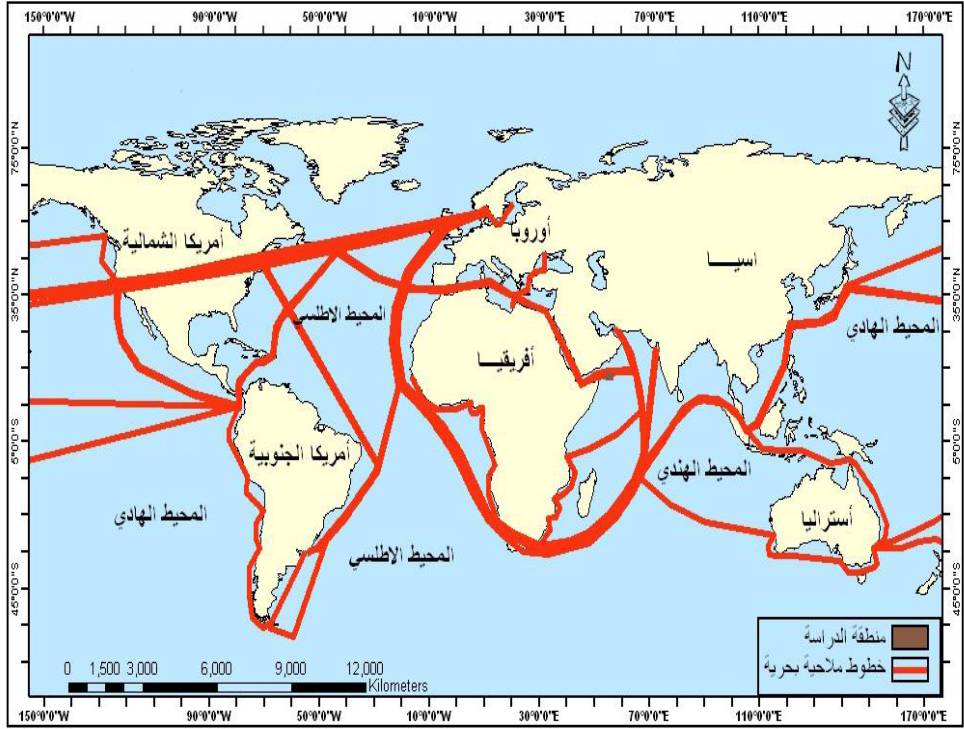 150°0'0"W 90°0'0"W 50°0'0"W 10°0'0"W 30°0'0"E 70°0'0"E 110°0'0"E 170°0'0"E
N
75°0'0"N 75°0'0"N
أمريكا الشمالية
أوروبا
اسيـــا
35°0'0"N 35°0'0"N
المحيط الاطلسي
المحيط الهادي
أفريقيـــا
5°0'0"S 5°0'0"S
أمريكا الجنوبية
المحيط الهندي
المحيط الهادي
أستراليا
المحيط الاطلسي
45°0'0"S 45°0'0"S
منطقة الدراسة
خطوط ملاحية بحرية
0 1,500 3,000 6,000 9,000 12,000
Kilometers
150°0'0"W 90°0'0"W 50°0'0"W 10°0'0"W 30°0'0"E 70°0'0"E 110°0'0"E 170°0'0"E